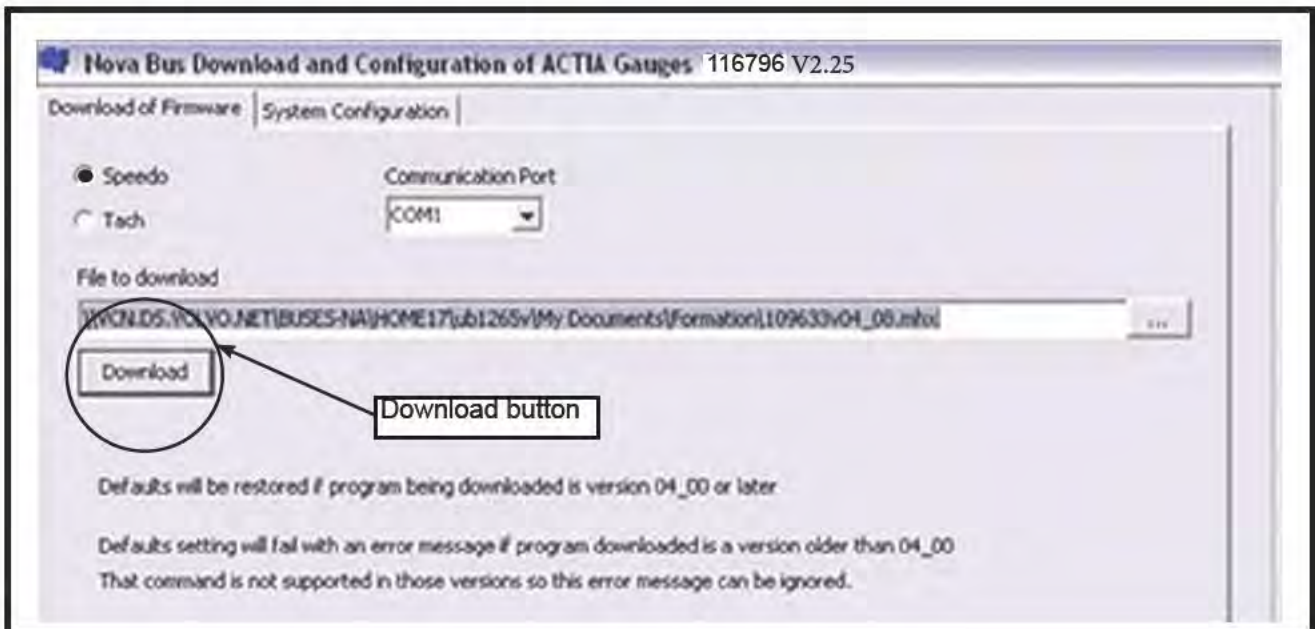 Nova Bus Download and Configuration of ACTIA Gauges 116796 V2.25
Download of Firmware System Configuration
Speedo
Communication Port
Tach
COM1
File to download
\\VCN.DS.VOLVO.NET\BUSES-NA\HOME17\ub1265v\My Documents\Formation\109633v04_00.mhx
...
Download
Download button
Defaults will be restored if program being downloaded is version 04_00 or later
Defaults setting will fail with an error message if program downloaded is a version older than 04_00
That command is not supported in those versions so this error message can be ignored.